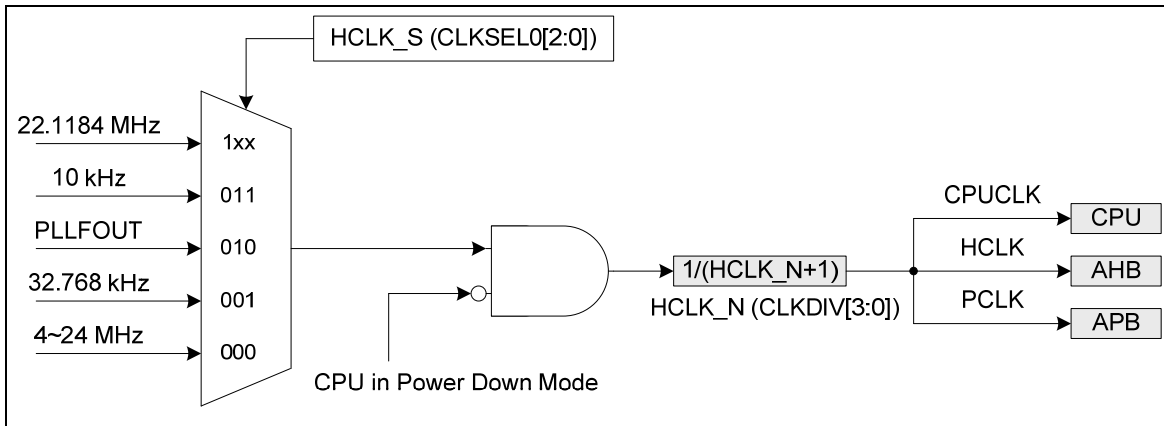 HCLK_S (CLKSEL0[2:0])
22.1184 MHz
1xx
10 kHz
011
PLLFOUT
010
32.768 kHz
001
4~24 MHz
000
CPU in Power Down Mode
1/(HCLK_N+1)
HCLK_N (CLKDIV[3:0])
CPUCLK
CPU
HCLK
AHB
PCLK
APB